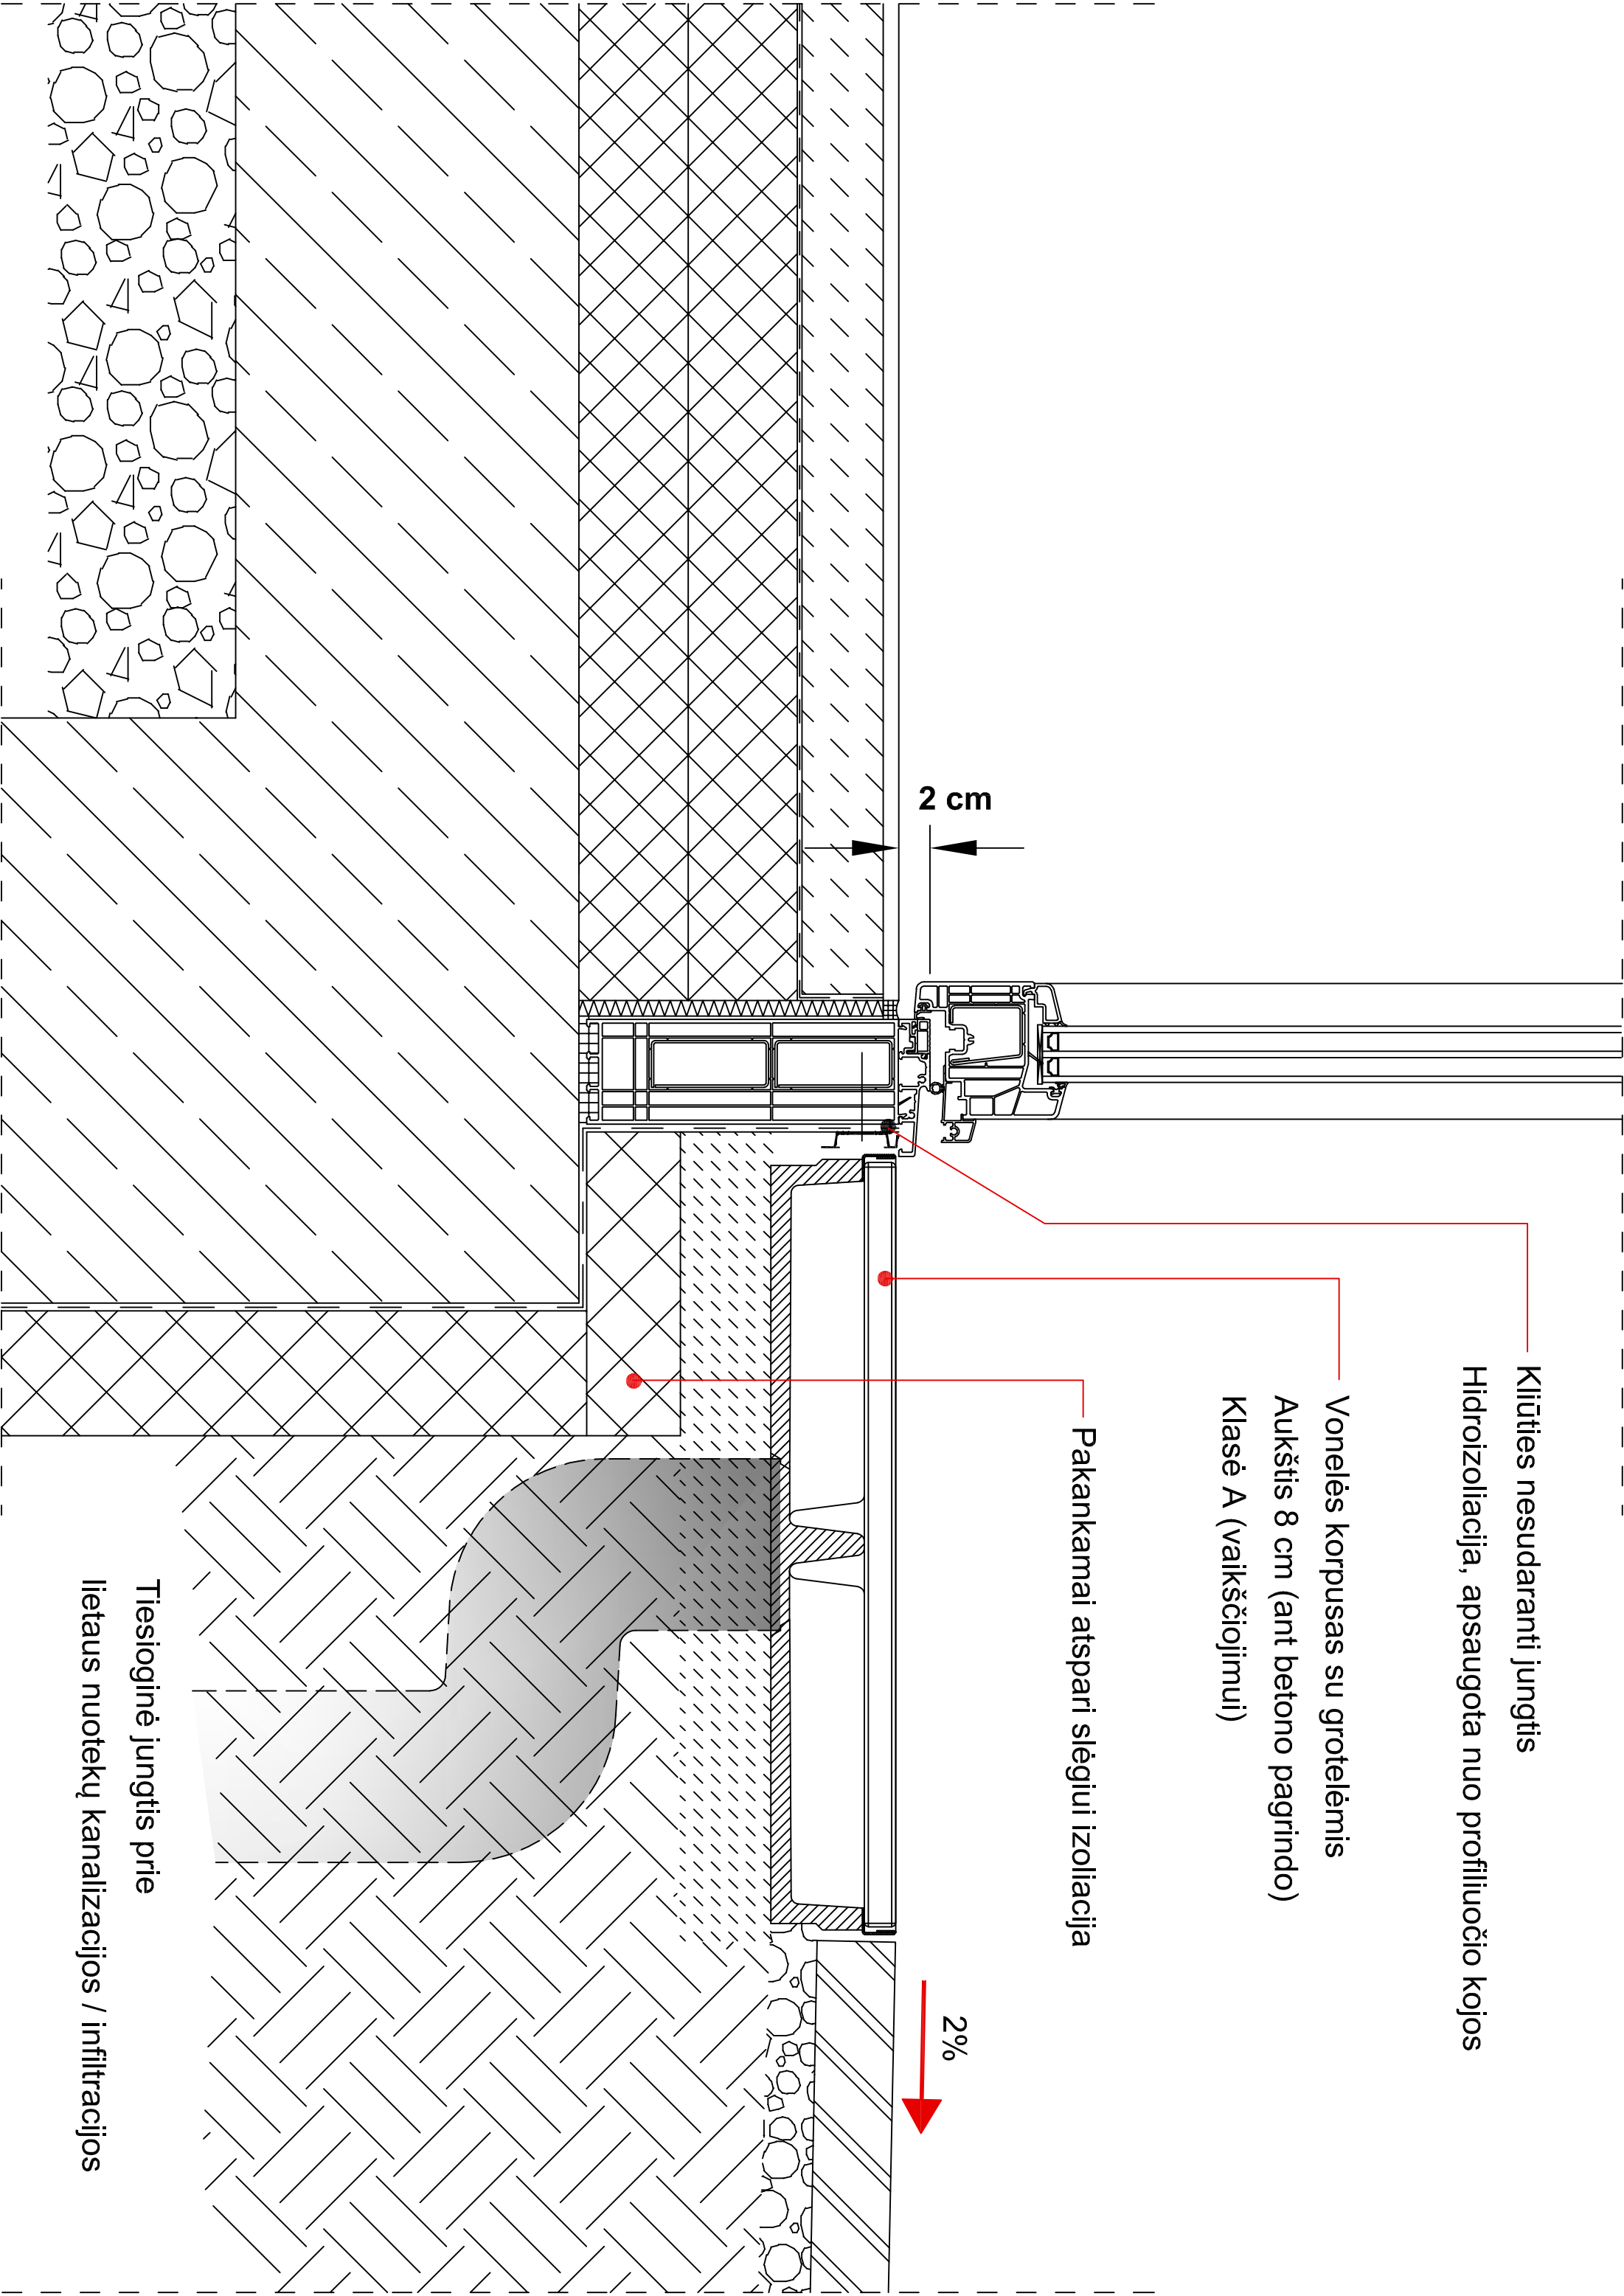 2 cm
Kliūties nesudaranti jungtis
Hidroizoliacija, apsaugota nuo profiliuočio kojos
Vonelės korpusas su grotelėmis
Aukštis 8 cm (ant betono pagrindo)
Klasė A (vaikščiojimui)
Pakankamai atspari slėgiui izoliacija
2%
Tiesioginė jungtis prie
lietaus nuotekų kanalizacijos / infiltracijos